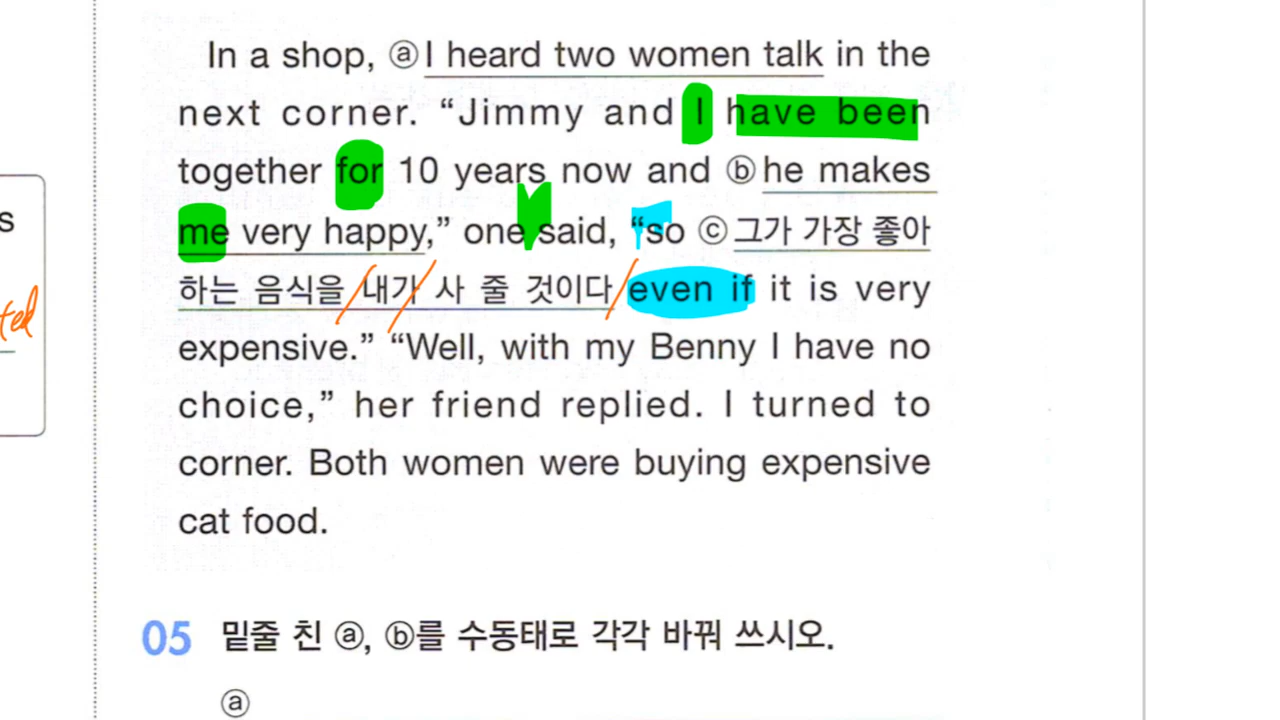 In a shop, ⓐ I heard two women talk in the
next corner. “Jimmy and I have been
together for 10 years now and ⓑ he makes
me very happy,” one said, “so ⓒ 그가 가장 좋아
하는 음식을 내가 사 줄 것이다 even if it is very
expensive.” “Well, with my Benny I have no
choice,” her friend replied. I turned to
corner. Both women were buying expensive
cat food.
05 밑줄 친 ⓐ, ⓑ를 수동태로 각각 바꿔 쓰시오.
ⓐ